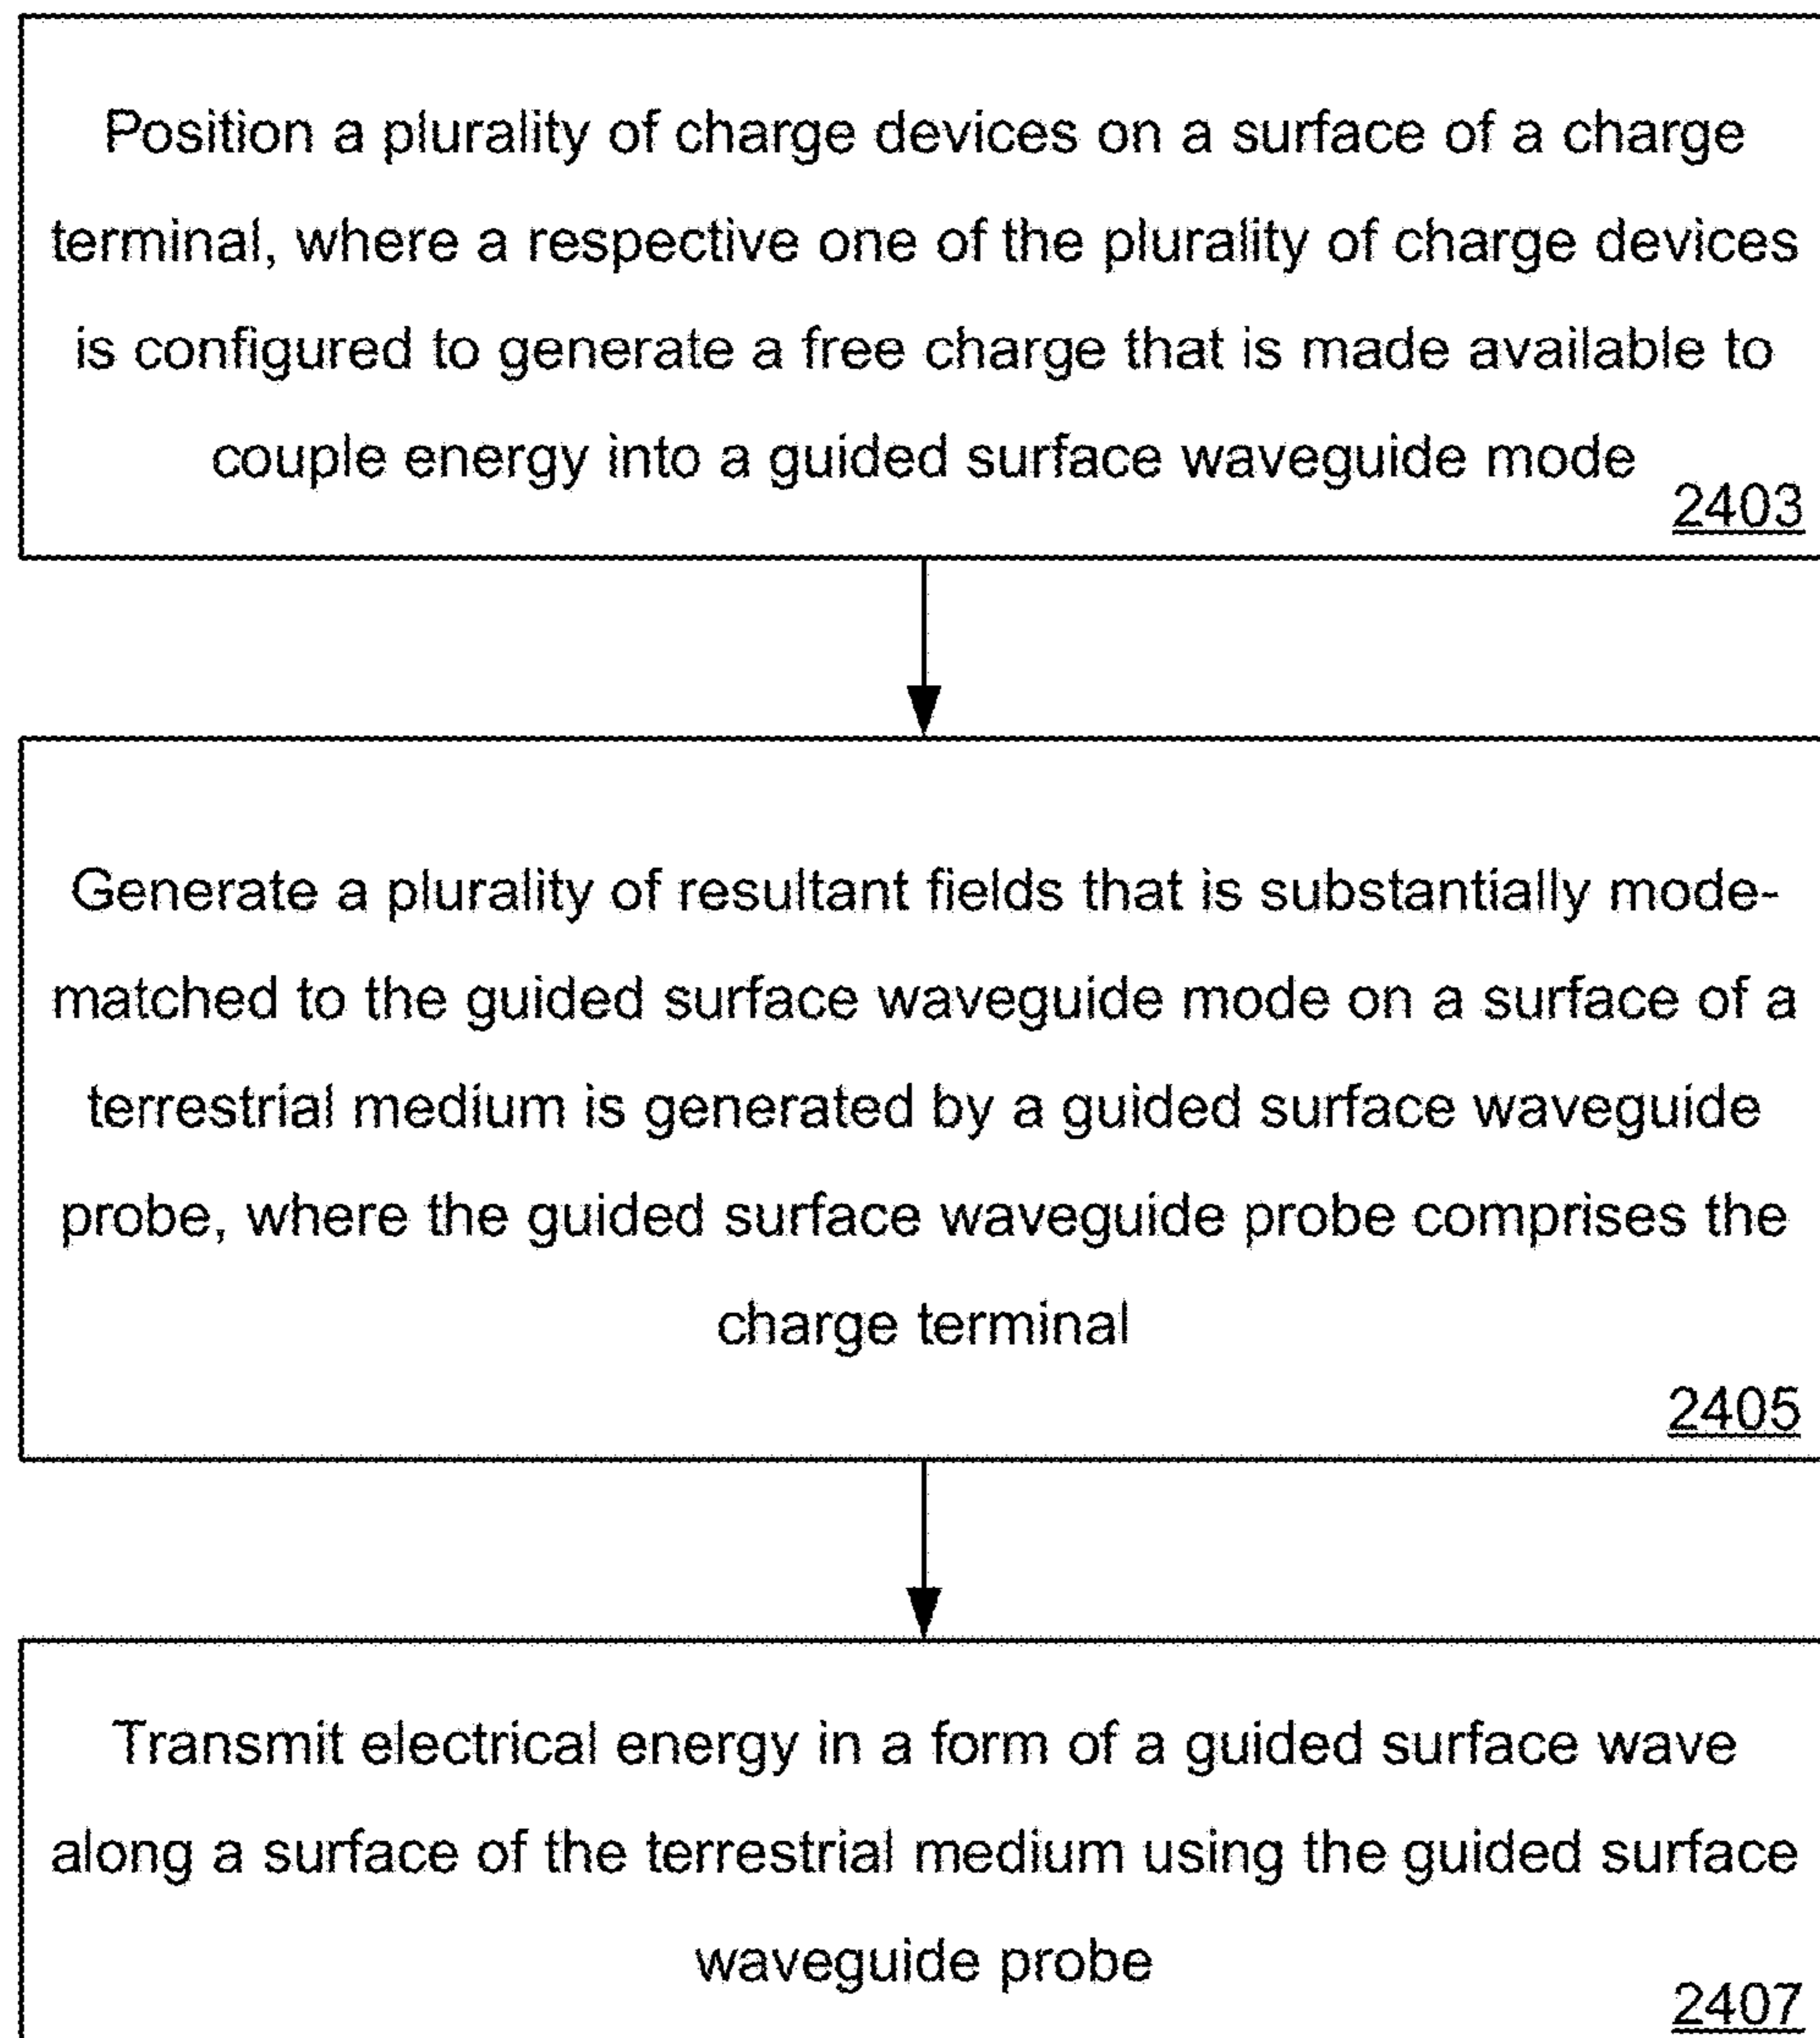 Position a plurality of charge devices on a surface of a charge
terminal, where a respective one of the plurality of charge devices
is configured to generate a free charge that is made available to
couple energy into a guided surface waveguide mode
2403
Generate a plurality of resultant fields that is substantially mode-
matched to the guided surface waveguide mode on a surface of a
terrestrial medium is generated by a guided surface waveguide
probe, where the guided surface waveguide probe comprises the
charge terminal
2405
Transmit electrical energy in a form of a guided surface wave
along a surface of the terrestrial medium using the guided surface
waveguide probe
2407